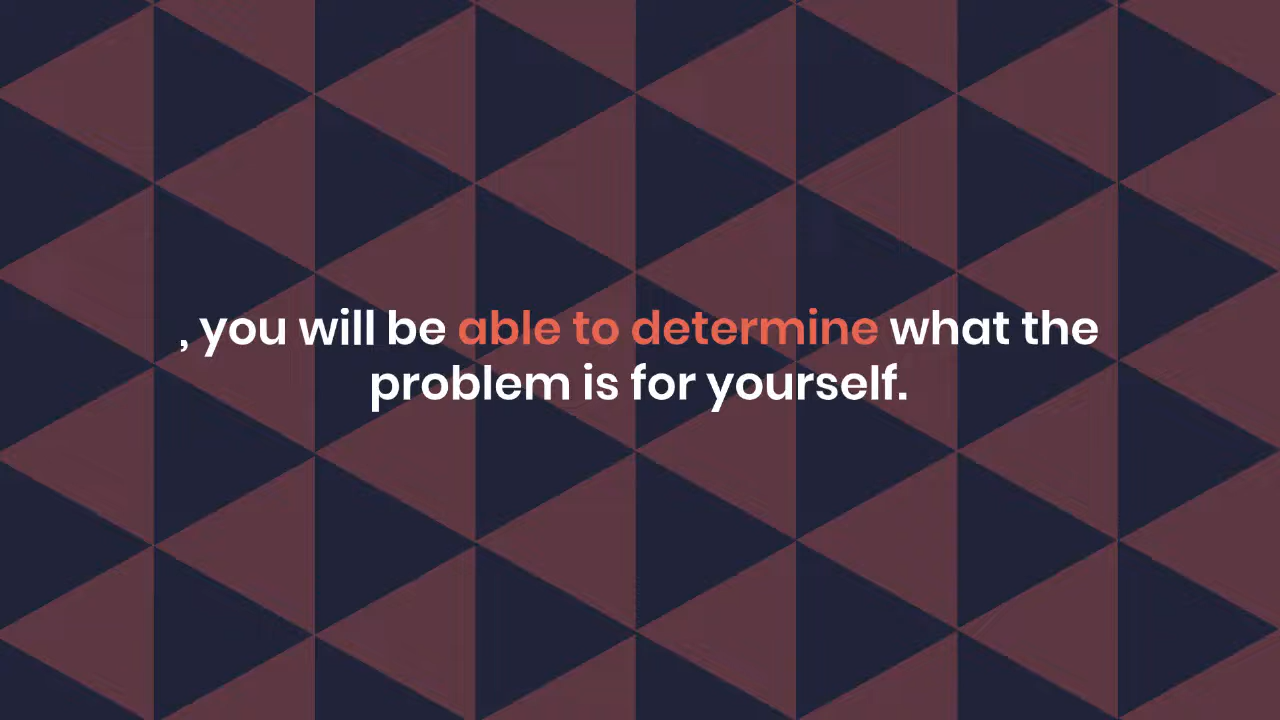 , you will be able to determine what the
problem is for yourself.